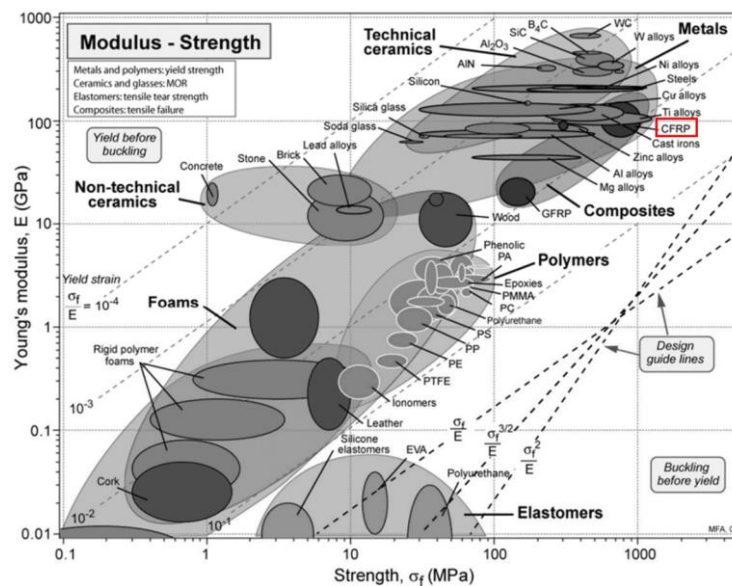 Modulus - Strength
Metals and polymers: yield strength
Ceramics and glasses: MOR
Elastomers: tensile tear strength
Composites: tensile failure
Technical
ceramics
B4C
SiC
Al2O3
AlN
WC
Metals
W alloys
Ni alloys
Steels
Cu alloys
Ti alloys
CFRP
Cast irons
Zinc alloys
Al alloys
Mg alloys
Silicon
Silica glass
Soda glass
Yield before
buckling
Concrete
Stone
Brick
Lead alloys
Non-technical
ceramics
Composites
GFRP
Wood
Phenolic
PA
Polymers
Epoxies
PMMA
PC
Polyurethane
PS
PP
PE
PTFE
Ionomers
Leather
Yield strain
σf/E = 10-4
Foams
Rigid polymer
foams
10-3
10-2
10-1
Cork
Silicone
elastomers
EVA
Polyurethane
Elastomers
σf/E
σf3/2/E
σf2/E
Design
guide lines
Buckling
before yield
MFA,
1000
100
10
1
0.1
0.01
Young's modulus, E (GPa)
0.1
1
10
100
1000
Strength, σf (MPa)